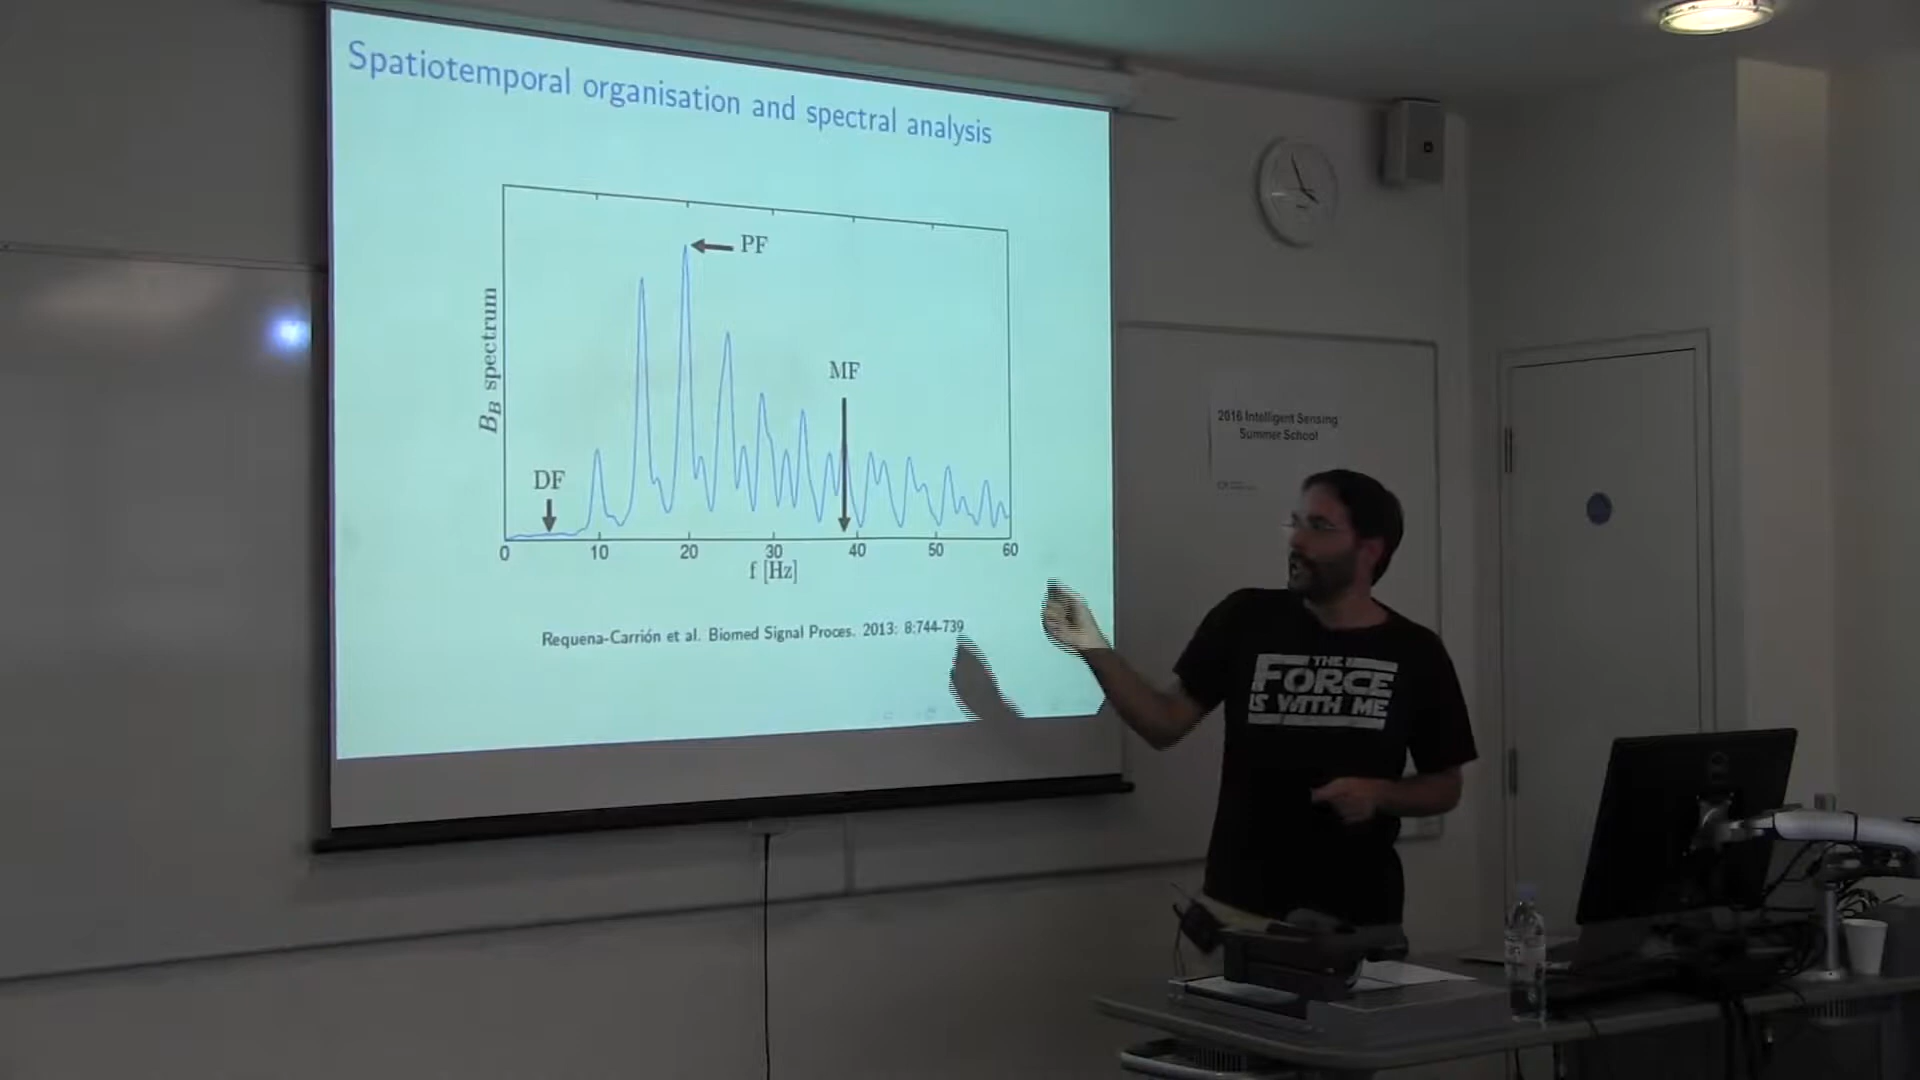 Spatiotemporal organisation and spectral analysis
PF
MF
DF
B_B spectrum
0 10 20 30 40 50 60
f [Hz]
Requena-Carrión et al. Biomed Signal Proces. 2013: 8:744-739
2016 Intelligent Sensing
Summer School
THE
FORCE
IS WITH ME